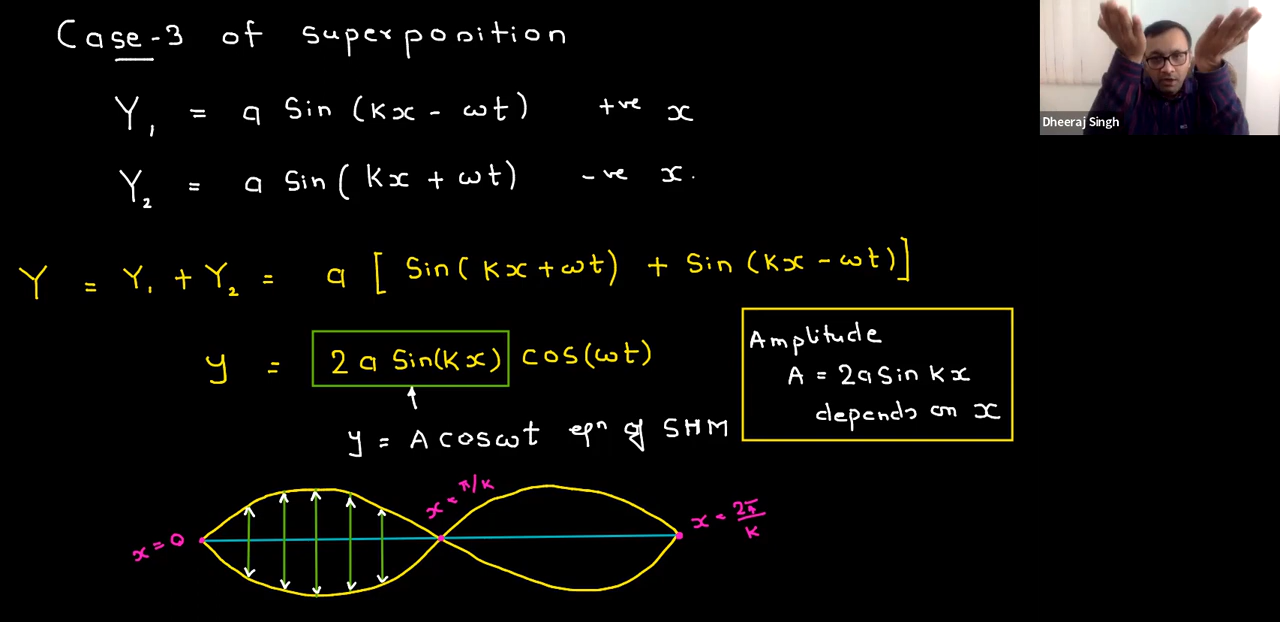 Case-3 of superposition
Y₁ = a Sin (Kx - ωt) +ve x
Y₂ = a Sin( Kx + ωt) -ve x.
Y = Y₁ + Y₂ = a [ Sin( Kx + ωt) + Sin (Kx - ωt) ]
y = 2 a Sin(Kx) cos(ωt)
y = A cosωt eqⁿ of SHM
Amplitude
A = 2a Sin Kx
depends on x
x = 0
x = π/K
x = 2π/K
Dheeraj Singh